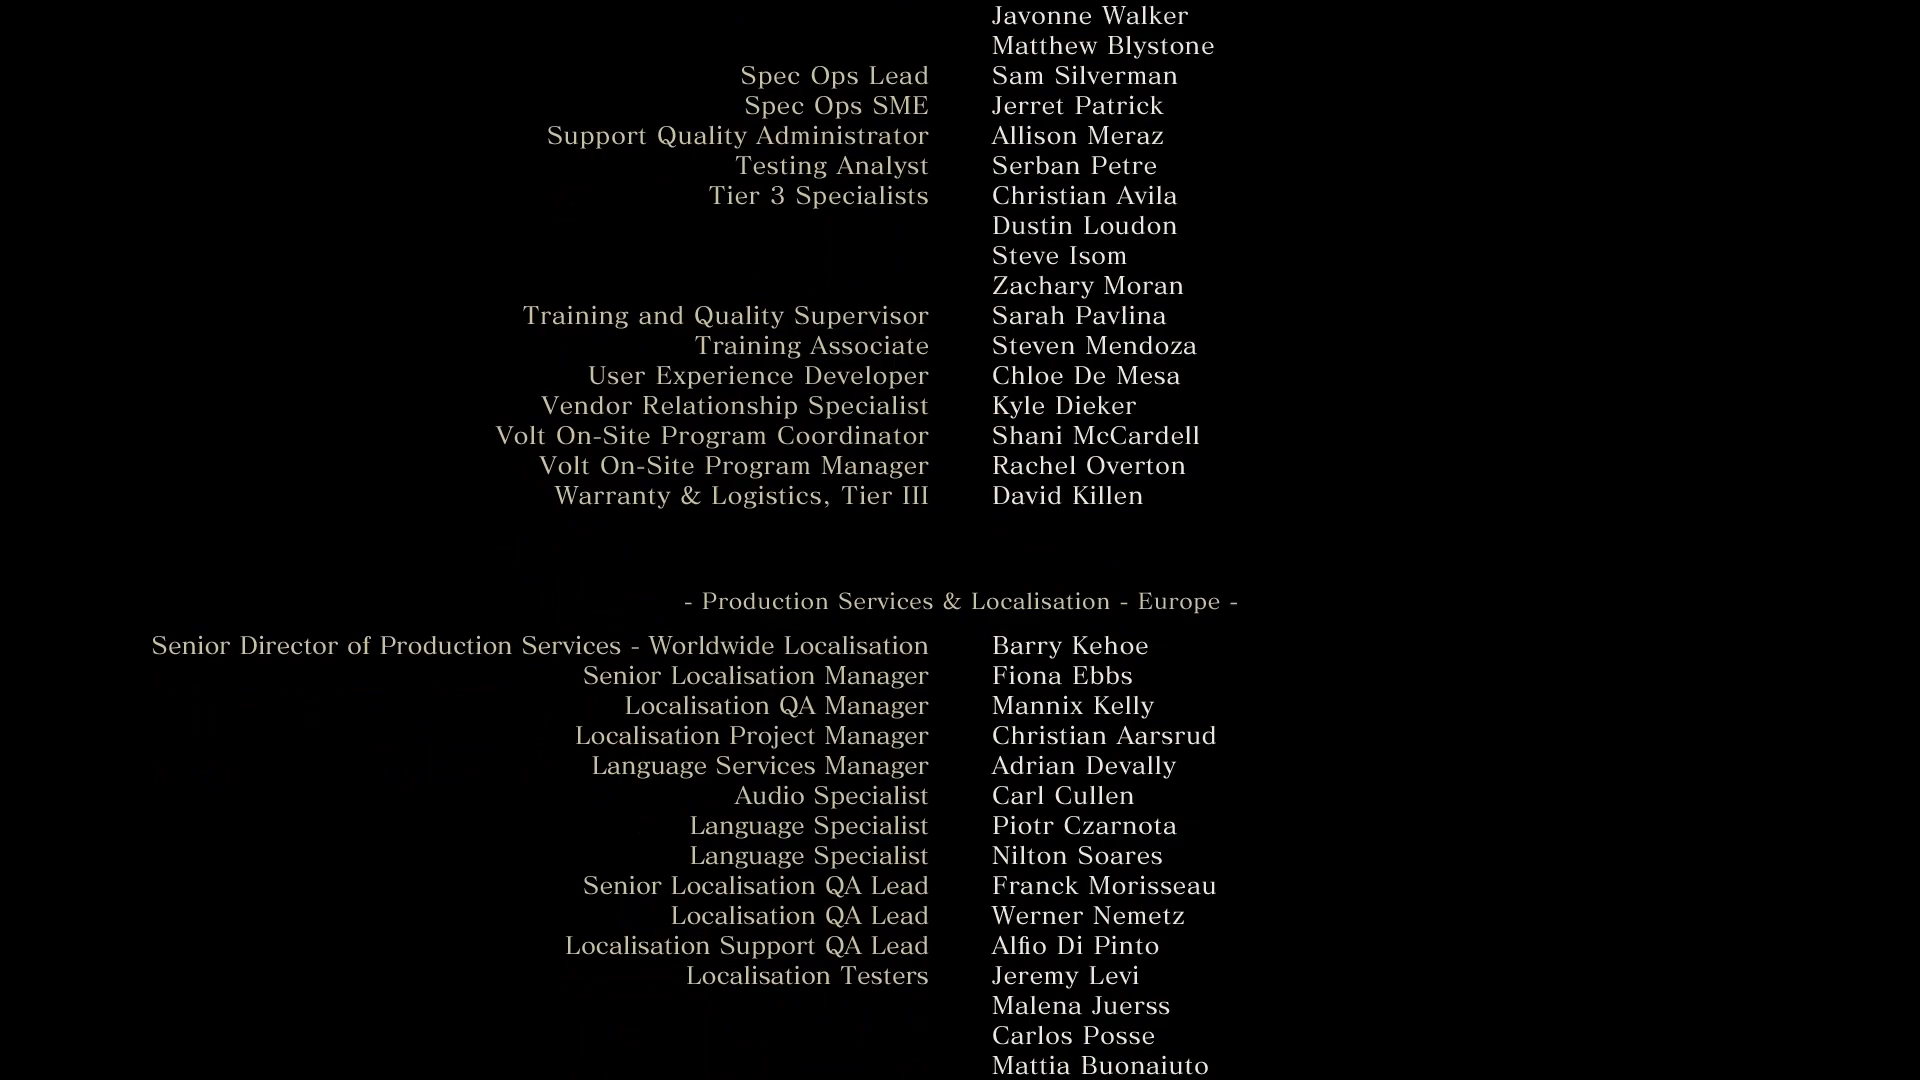 Javonne Walker
Matthew Blystone
Spec Ops Lead Sam Silverman
Spec Ops SME Jerret Patrick
Support Quality Administrator Allison Meraz
Testing Analyst Serban Petre
Tier 3 Specialists Christian Avila
Dustin Loudon
Steve Isom
Zachary Moran
Training and Quality Supervisor Sarah Pavlina
Training Associate Steven Mendoza
User Experience Developer Chloe De Mesa
Vendor Relationship Specialist Kyle Dieker
Volt On-Site Program Coordinator Shani McCardell
Volt On-Site Program Manager Rachel Overton
Warranty & Logistics, Tier III David Killen
- Production Services & Localisation - Europe -
Senior Director of Production Services - Worldwide Localisation Barry Kehoe
Senior Localisation Manager Fiona Ebbs
Localisation QA Manager Mannix Kelly
Localisation Project Manager Christian Aarsrud
Language Services Manager Adrian Devally
Audio Specialist Carl Cullen
Language Specialist Piotr Czarnota
Language Specialist Nilton Soares
Senior Localisation QA Lead Franck Morisseau
Localisation QA Lead Werner Nemetz
Localisation Support QA Lead Alfio Di Pinto
Localisation Testers Jeremy Levi
Malena Juerss
Carlos Posse
Mattia Buonaiuto